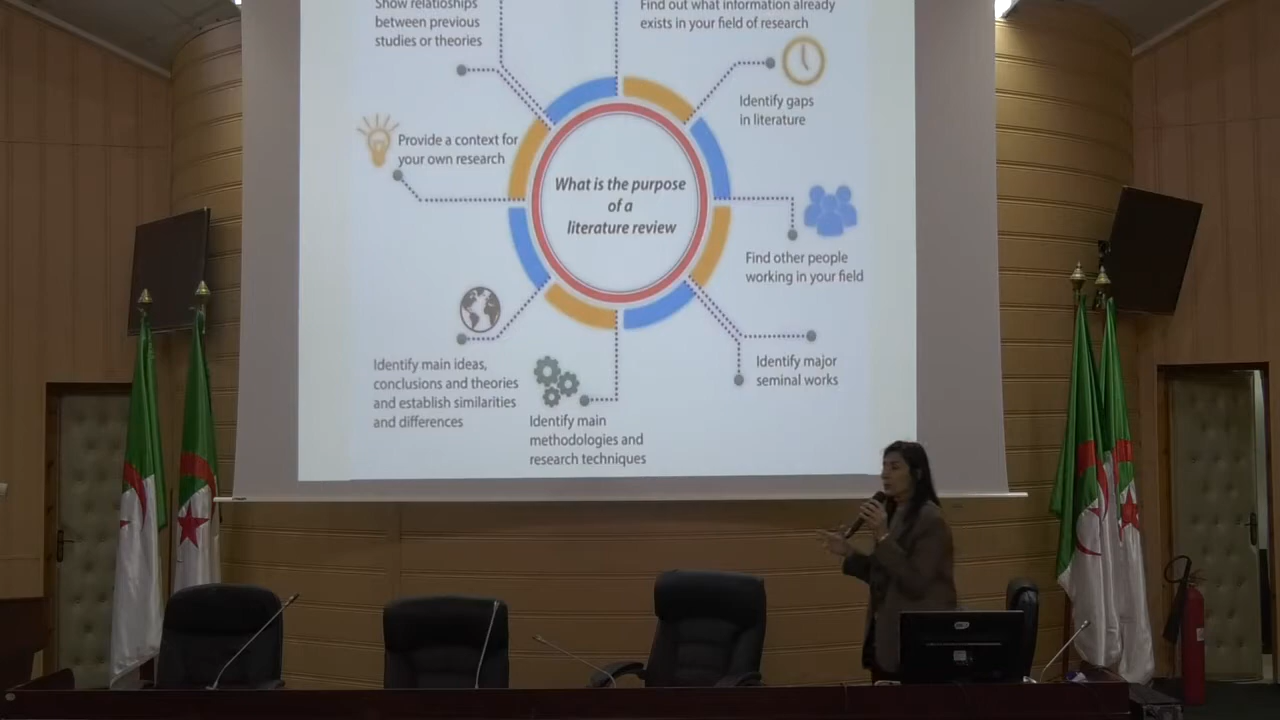 Show relatioships
between previous
studies or theories
Find out what information already
exists in your field of research
Identify gaps
in literature
Provide a context for
your own research
What is the purpose
of a
literature review
Find other people
working in your field
Identify main ideas,
conclusions and theories
and establish similarities
and differences
Identify major
seminal works
Identify main
methodologies and
research techniques